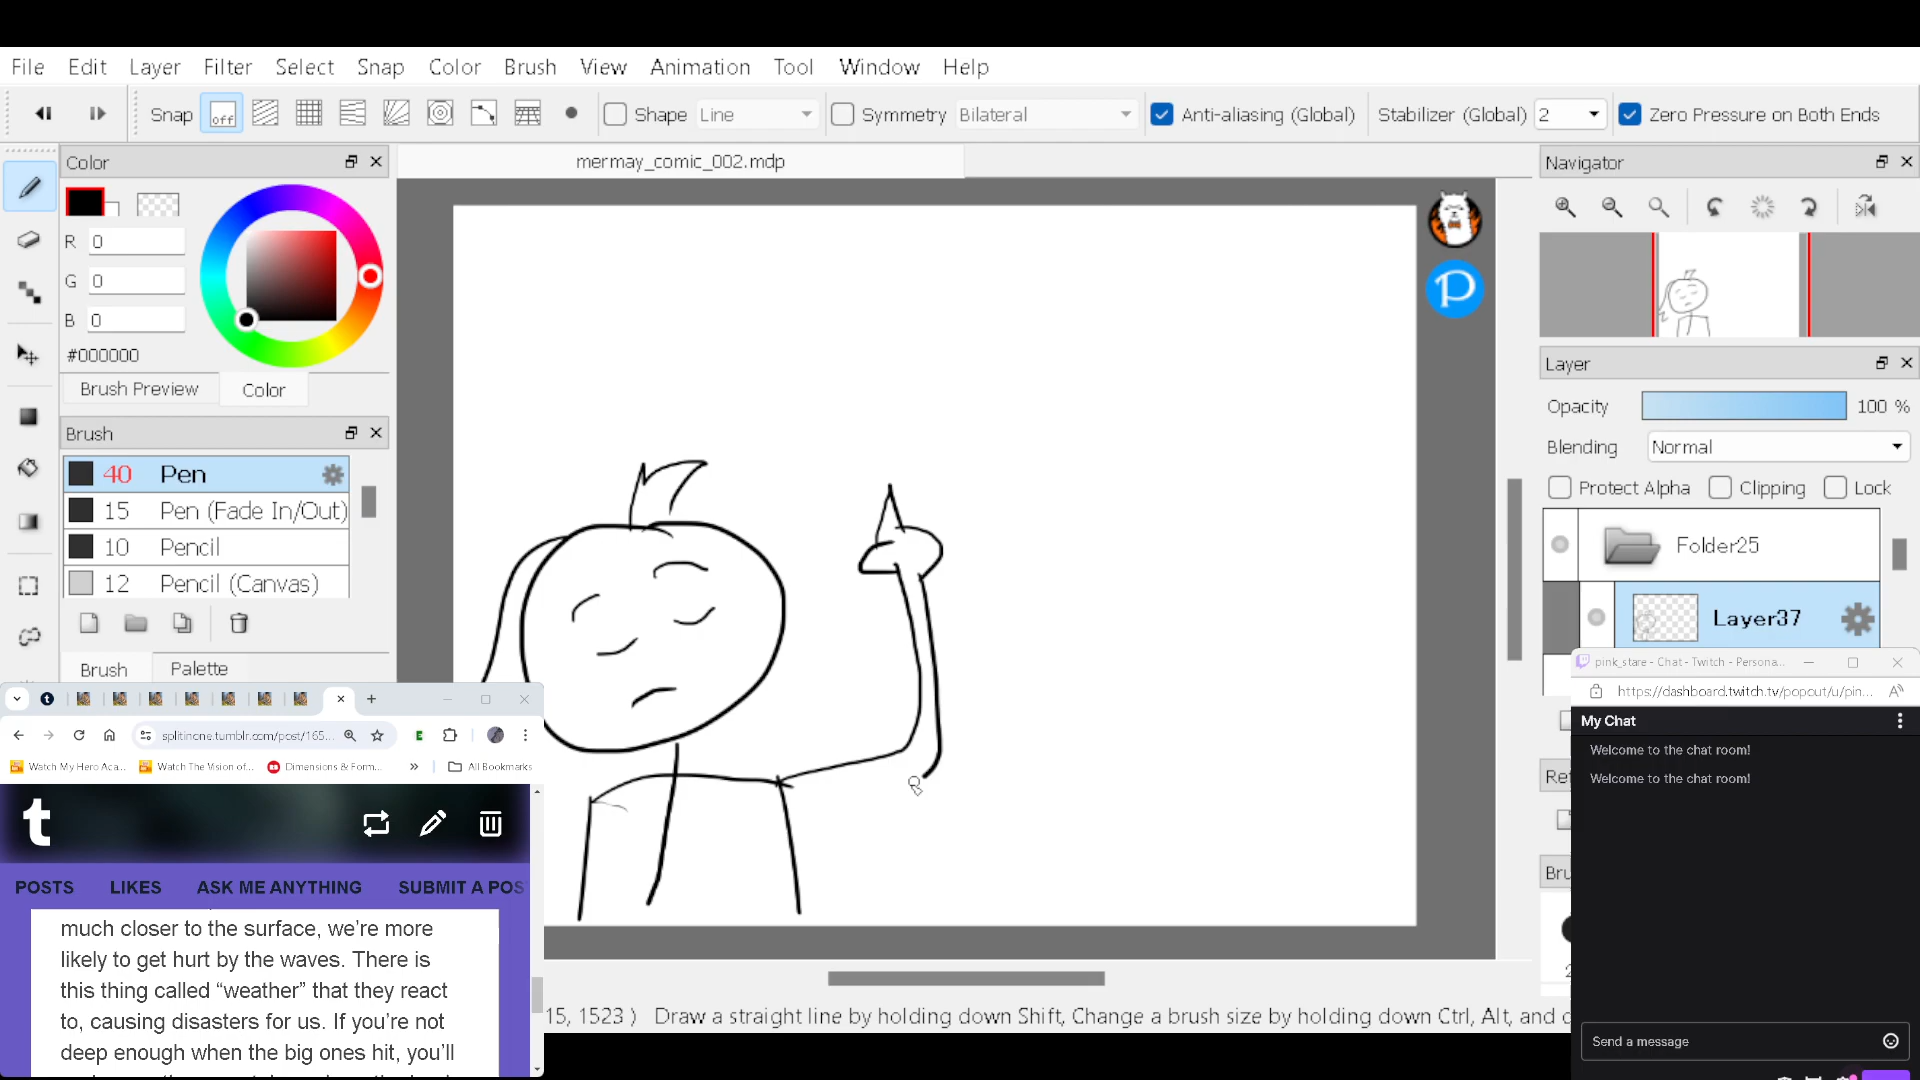 File Edit Layer Filter Select Snap Color Brush View Animation Tool Window Help
Snap off Shape Line Symmetry Bilateral Anti-aliasing (Global) Stabilizer (Global) 2 Zero Pressure on Both Ends
Color
mermay_comic_002.mdp
Navigator
R 0
G 0
B 0
#000000
Brush Preview Color
Brush
40 Pen
15 Pen (Fade In/Out)
10 Pencil
12 Pencil (Canvas)
Brush Palette
Layer
Opacity 100 %
Blending Normal
Protect Alpha Clipping Lock
Folder25
Layer37
pink_stare - Chat - Twitch - Persona...
https://dashboard.twitch.tv/popout/u/pin...
My Chat
Welcome to the chat room!
Welcome to the chat room!
Send a message
splitinone.tumblr.com/post/165...
Watch My Hero Aca... Watch The Vision of... Dimensions & Form... » All Bookmarks
t
POSTS LIKES ASK ME ANYTHING SUBMIT A POS
much closer to the surface, we're more
likely to get hurt by the waves. There is
this thing called “weather” that they react
to, causing disasters for us. If you're not
deep enough when the big ones hit, you'll
15, 1523 ) Draw a straight line by holding down Shift, Change a brush size by holding down Ctrl, Alt, and